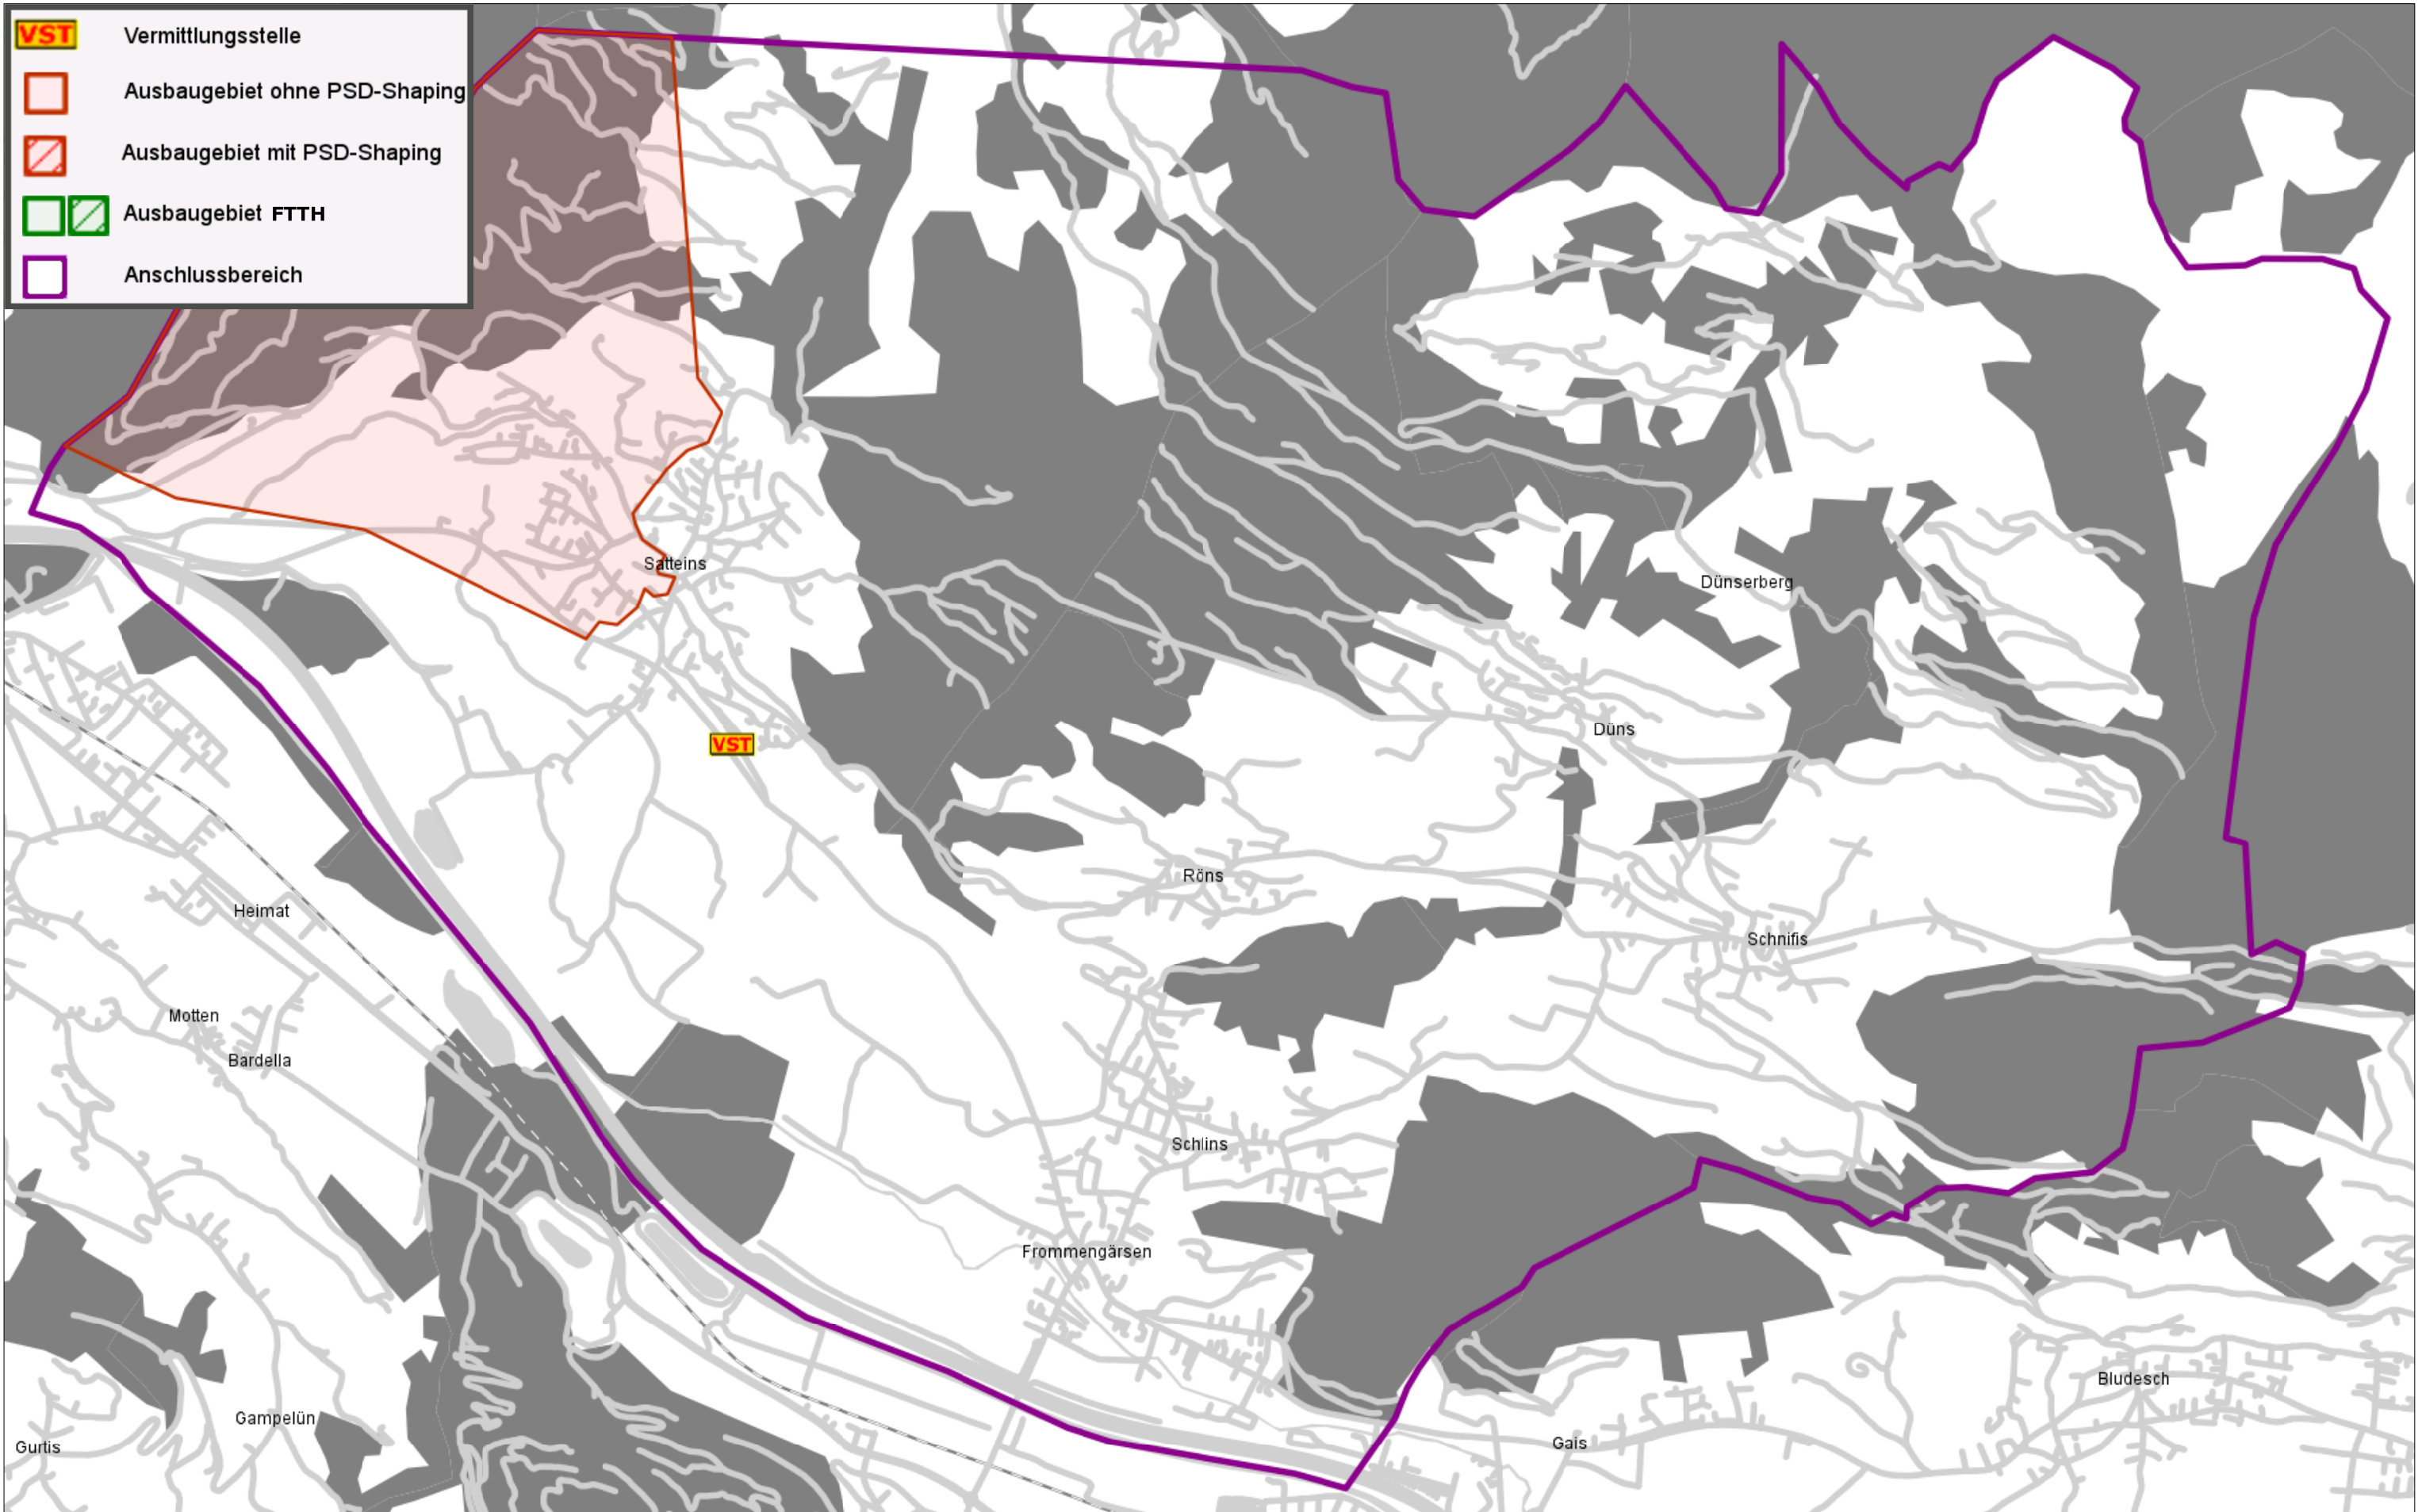 VST Vermittlungsstelle
Ausbaugebiet ohne PSD-Shaping
Ausbaugebiet mit PSD-Shaping
Ausbaugebiet FTTH
Anschlussbereich
Satteins
Dünserberg
Düns
VST
Röns
Heimat
Schnifis
Motten
Bardella
Schlins
Frommengärsen
Bludesch
Gampelün
Gais
Gurtis